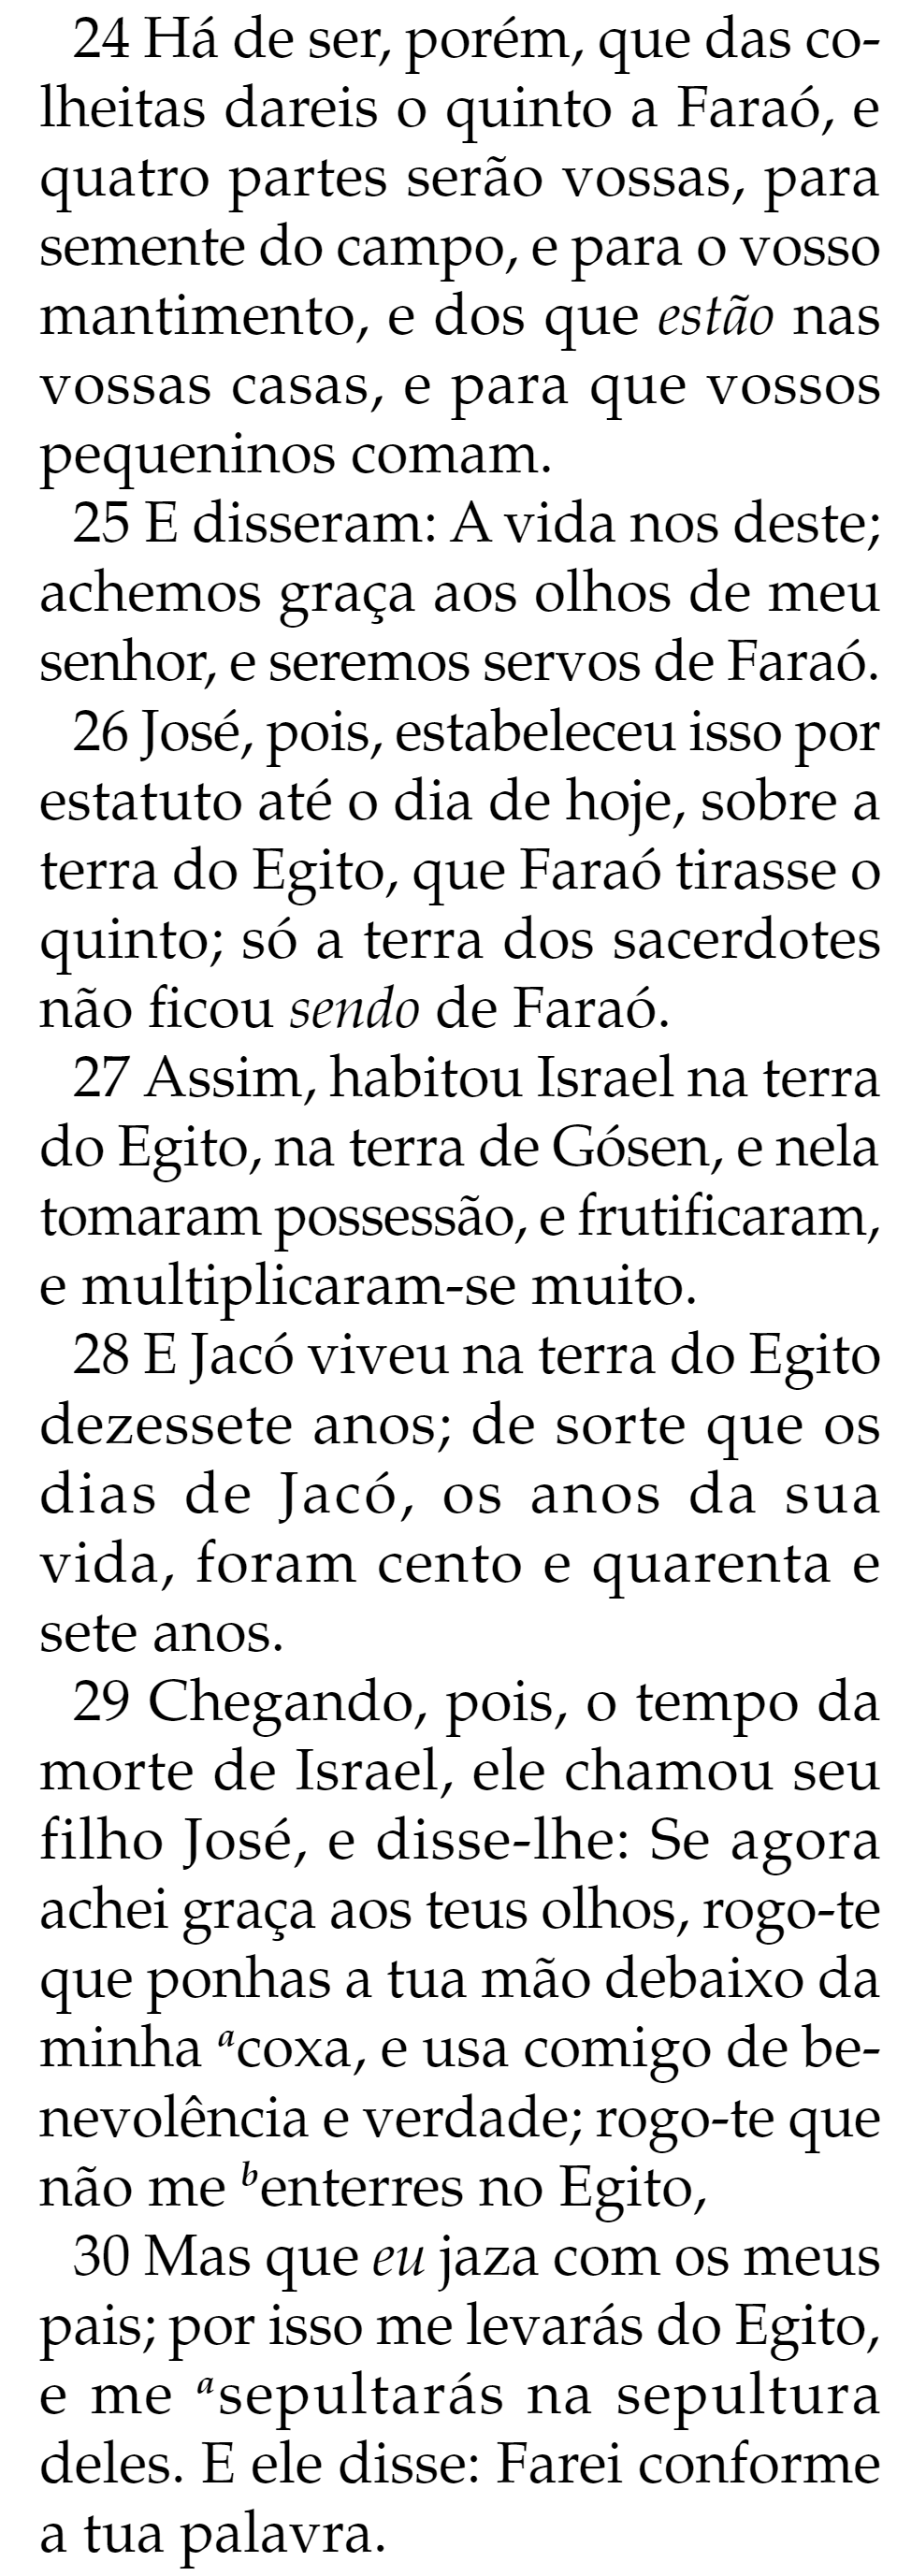 24 Há de ser, porém, que das co-
lheitas dareis o quinto a Faraó, e
quatro partes serão vossas, para
semente do campo, e para o vosso
mantimento, e dos que estão nas
vossas casas, e para que vossos
pequeninos comam.
25 E disseram: A vida nos deste;
achemos graça aos olhos de meu
senhor, e seremos servos de Faraó.
26 José, pois, estabeleceu isso por
estatuto até o dia de hoje, sobre a
terra do Egito, que Faraó tirasse o
quinto; só a terra dos sacerdotes
não ficou sendo de Faraó.
27 Assim, habitou Israel na terra
do Egito, na terra de Gósen, e nela
tomaram possessão, e frutificaram,
e multiplicaram-se muito.
28 E Jacó viveu na terra do Egito
dezessete anos; de sorte que os
dias de Jacó, os anos da sua
vida, foram cento e quarenta e
sete anos.
29 Chegando, pois, o tempo da
morte de Israel, ele chamou seu
filho José, e disse-lhe: Se agora
achei graça aos teus olhos, rogo-te
que ponhas a tua mão debaixo da
minha ᵃcoxa, e usa comigo de be-
nevolência e verdade; rogo-te que
não me ᵇenterres no Egito,
30 Mas que eu jaza com os meus
pais; por isso me levarás do Egito,
e me ᵃsepultarás na sepultura
deles. E ele disse: Farei conforme
a tua palavra.